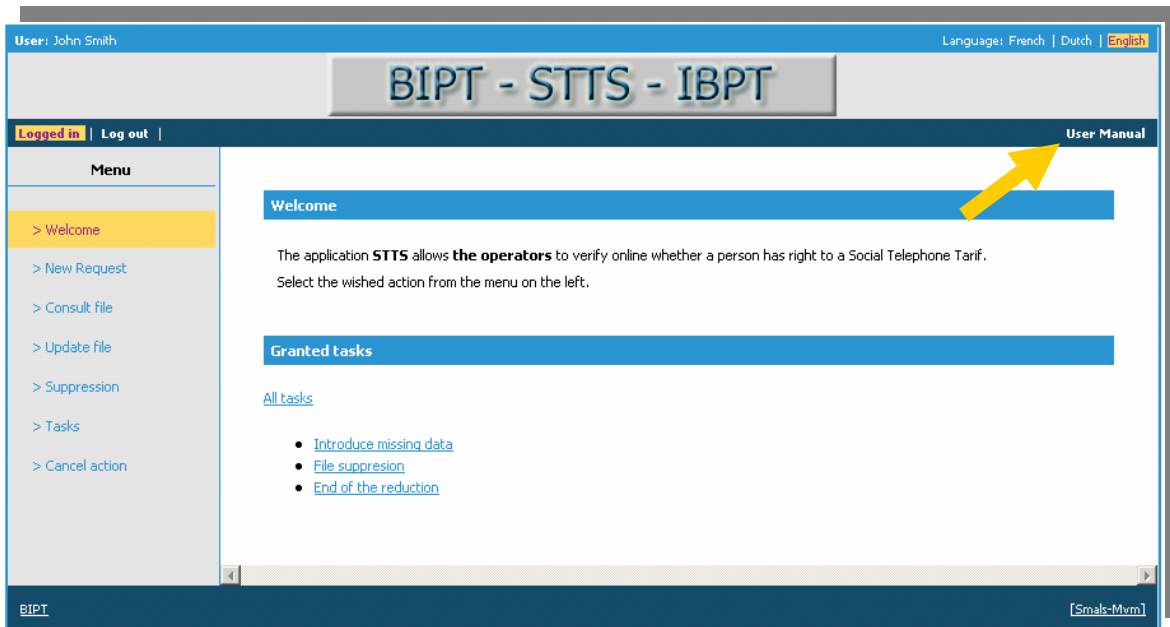 User: John Smith
Language: French | Dutch | English
BIPT - STTS - IBPT
Logged in | Log out |
User Manual
Menu
> Welcome
> New Request
> Consult file
> Update file
> Suppression
> Tasks
> Cancel action
Welcome
The application STTS allows the operators to verify online whether a person has right to a Social Telephone Tarif.
Select the wished action from the menu on the left.
Granted tasks
All tasks
Introduce missing data
File suppresion
End of the reduction
BIPT
[Smals-Mvm]